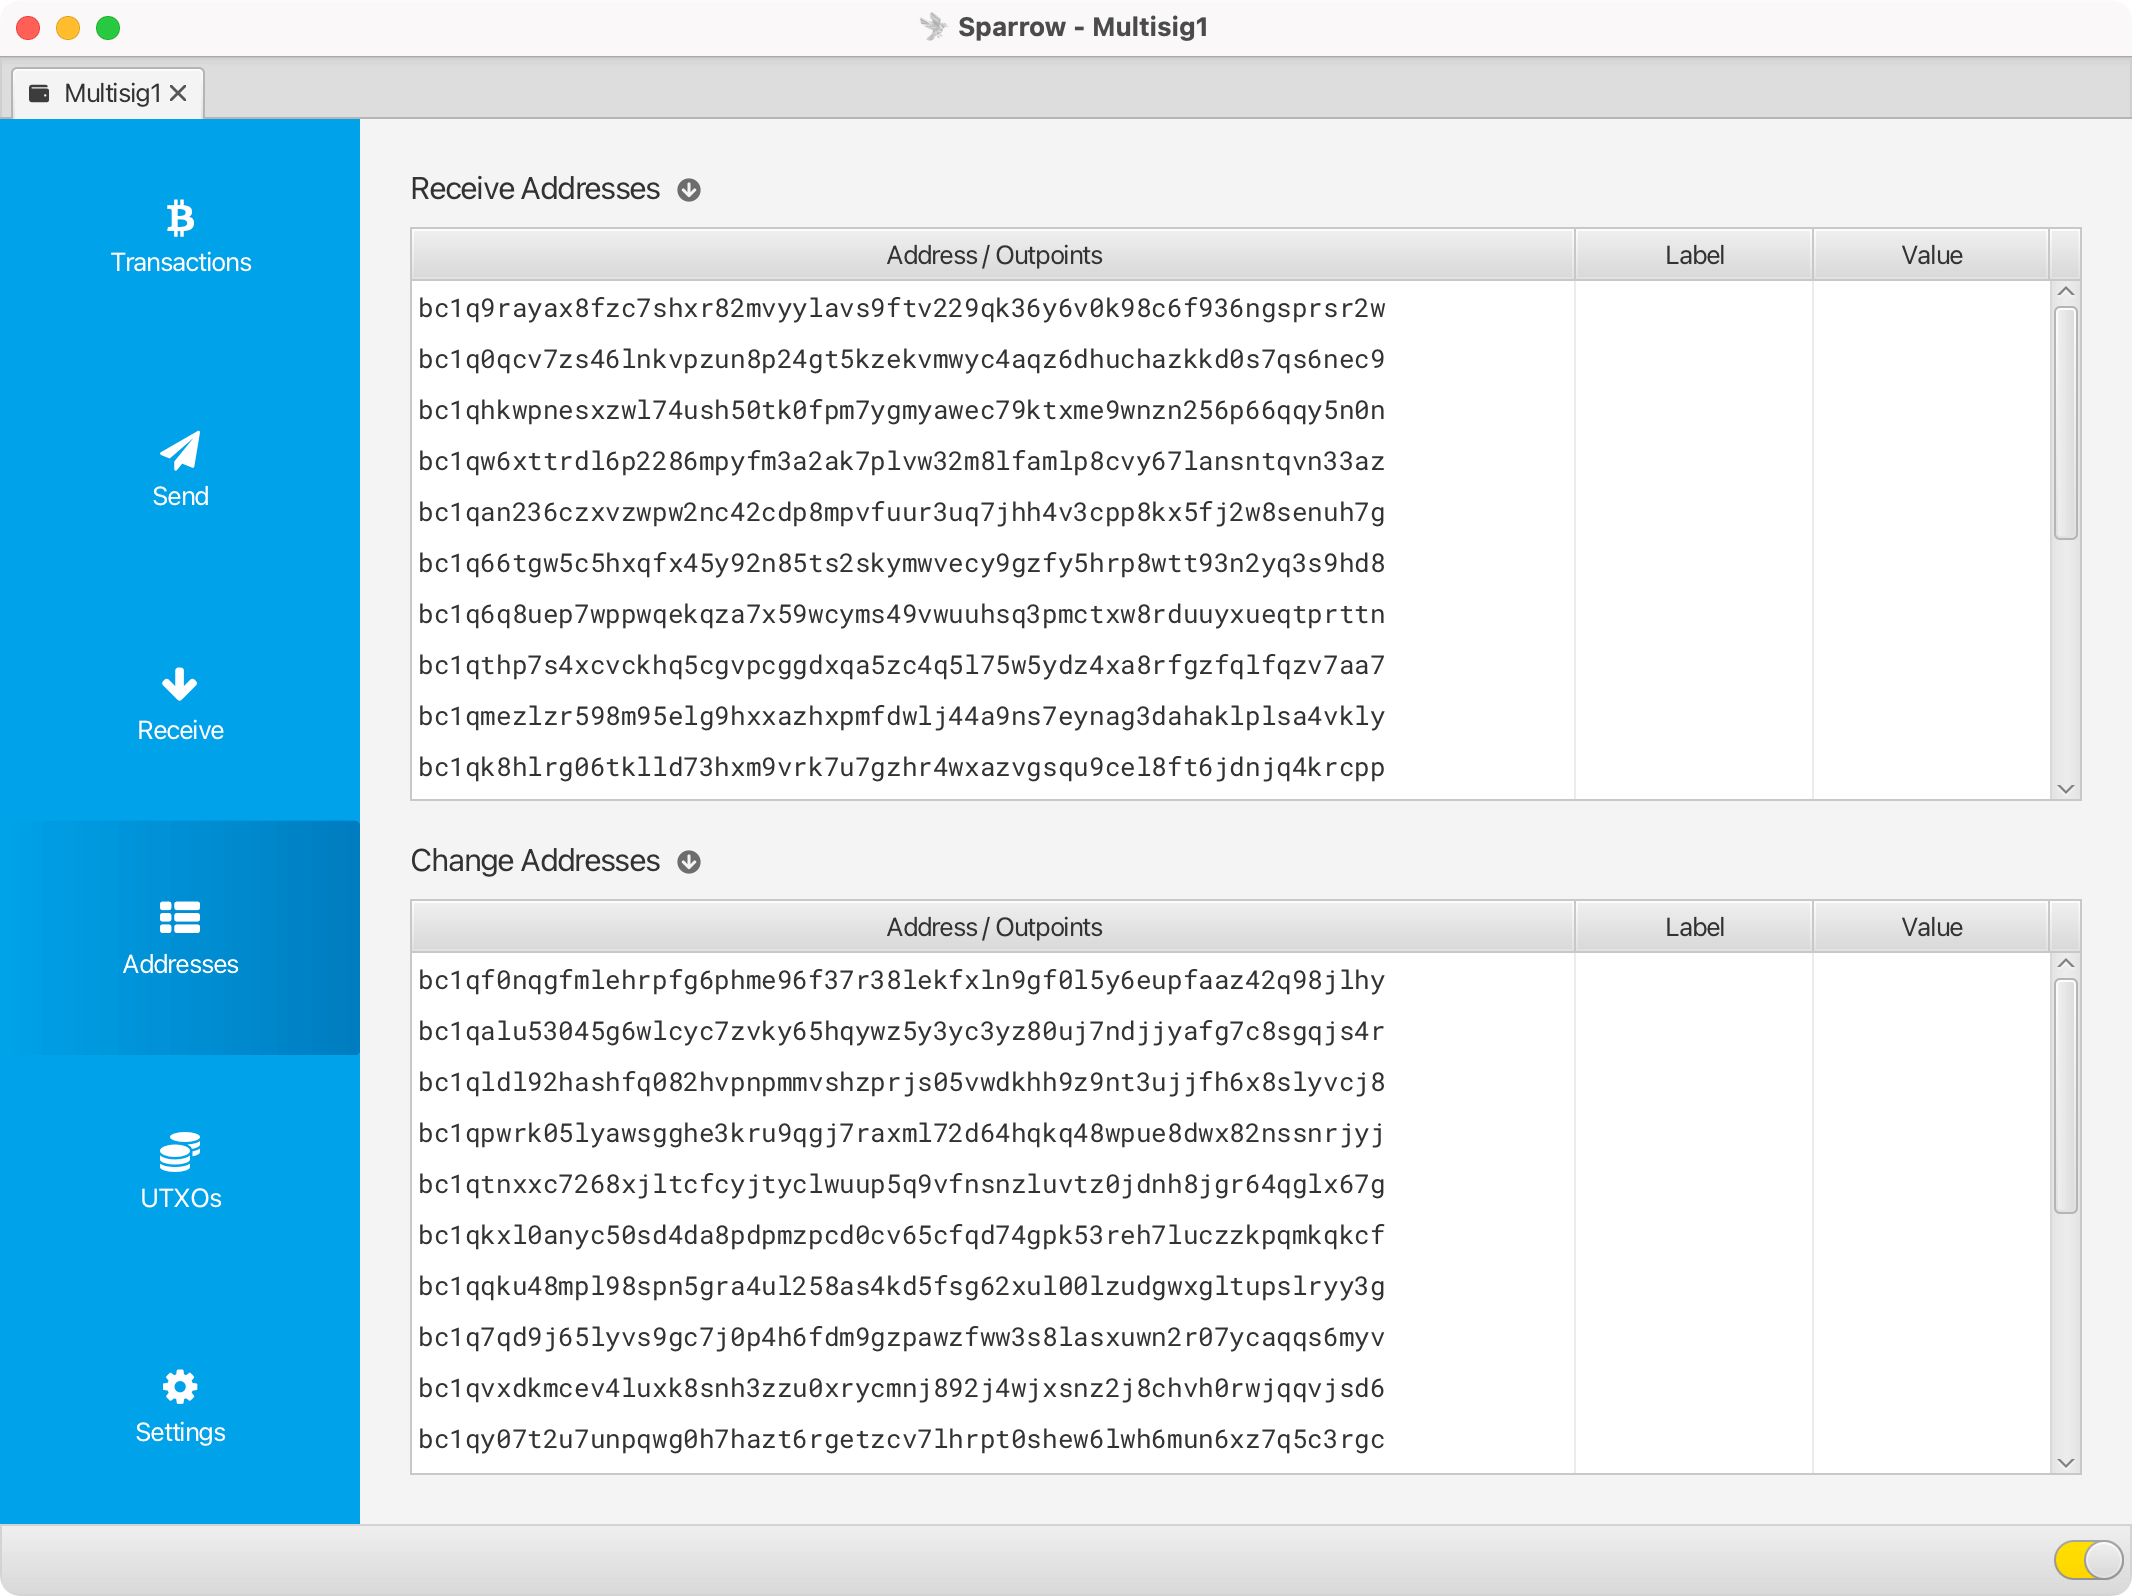 Sparrow - Multisig1
Multisig1
Transactions
Send
Receive
Addresses
UTXOs
Settings
Receive Addresses
Address / Outpoints Label Value
bc1q9rayax8fzc7shxr82mvyylavs9ftv229qk36y6v0k98c6f936ngsprsr2w
bc1q0qcv7zs46lnkvpzun8p24gt5kzekvmwyc4aqz6dhuchazkkd0s7qs6nec9
bc1qhkwpnesxzwl74ush50tk0fpm7ygmyawec79ktxme9wnzn256p66qqy5n0n
bc1qw6xttrdl6p2286mpyfm3a2ak7plvw32m8lfamlp8cvy67lansntqvn33az
bc1qan236czxvzwpw2nc42cdp8mpvfuur3uq7jhh4v3cpp8kx5fj2w8senuh7g
bc1q66tgw5c5hxqfx45y92n85ts2skymwvecy9gzfy5hrp8wtt93n2yq3s9hd8
bc1q6q8uep7wppwqekqza7x59wcyms49vwuuhsq3pmctxw8rduuyxueqtprttn
bc1qthp7s4xcvckhq5cgvpcggdxqa5zc4q5l75w5ydz4xa8rfgzfqlfqzv7aa7
bc1qmezlzr598m95elg9hxxazhxpmfdwlj44a9ns7eynag3dahaklplsa4vkly
bc1qk8hlrg06tklld73hxm9vrk7u7gzhr4wxazvgsqu9cel8ft6jdnjq4krcpp
Change Addresses
Address / Outpoints Label Value
bc1qf0nqgfmlehrpfg6phme96f37r38lekfxln9gf0l5y6eupfaaz42q98jlhy
bc1qalu53045g6wlcyc7zvky65hqywz5y3yc3yz80uj7ndjjyafg7c8sgqjs4r
bc1qldl92hashfq082hvpnpmmvshzprjs05vwdkhh9z9nt3ujjfh6x8slyvcj8
bc1qpwrk05lyawsgghe3kru9qgj7raxml72d64hqkq48wpue8dwx82nssnrjyj
bc1qtnxxc7268xjltcfcyjtyclwuup5q9vfnsnzluvtz0jdnh8jgr64qglx67g
bc1qkxl0anyc50sd4da8pdpmzpcd0cv65cfqd74gpk53reh7luczzkpqmkqkcf
bc1qqku48mpl98spn5gra4ul258as4kd5fsg62xul00lzudgwxgltupslryy3g
bc1q7qd9j65lyvs9gc7j0p4h6fdm9gzpawzfww3s8lasxuwn2r07ycaqqs6myv
bc1qvxdkmcev4luxk8snh3zzu0xrycmnj892j4wjxsnz2j8chvh0rwjqqvjsd6
bc1qy07t2u7unpqwg0h7hazt6rgetzcv7lhrpt0shew6lwh6mun6xz7q5c3rgc